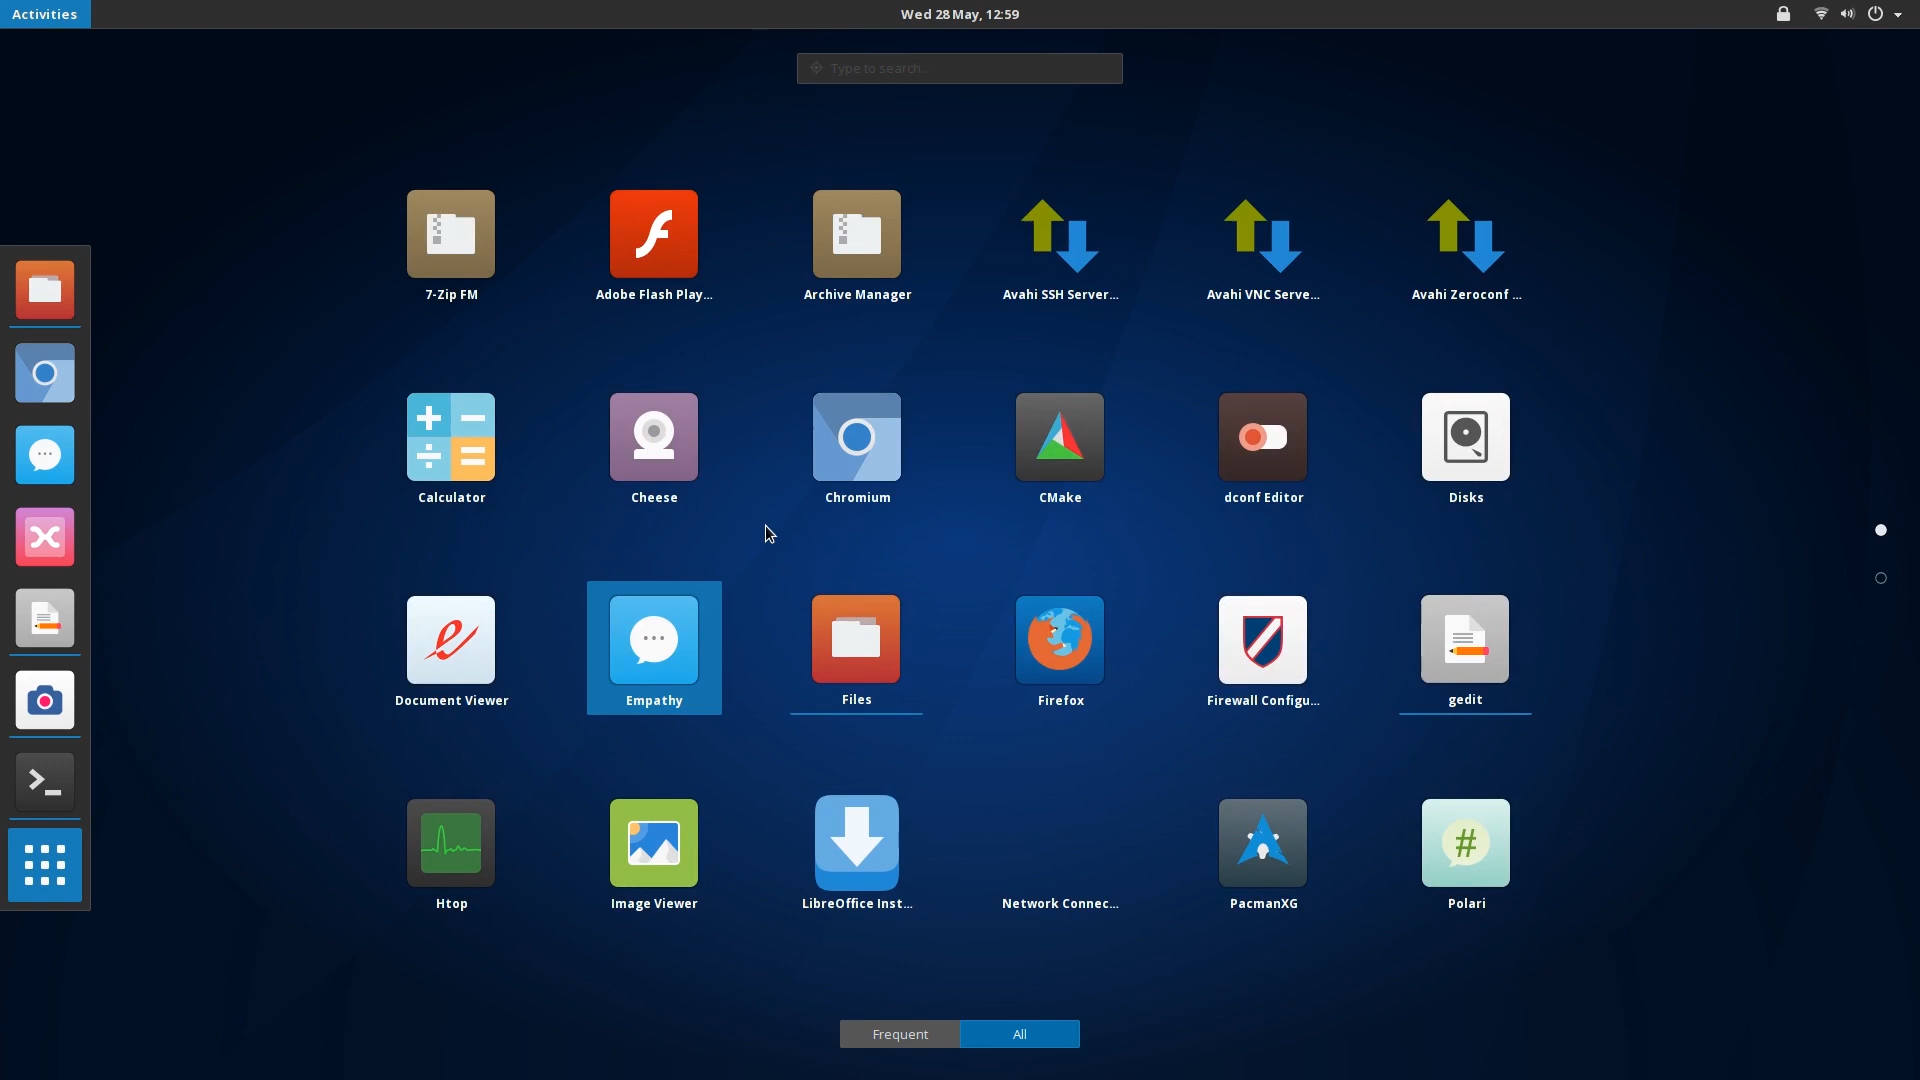 Activities
Wed 28 May, 12:59
Type to search...
7-Zip FM
Adobe Flash Play...
Archive Manager
Avahi SSH Server...
Avahi VNC Serve...
Avahi Zeroconf ...
Calculator
Cheese
Chromium
CMake
dconf Editor
Disks
Document Viewer
Empathy
Files
Firefox
Firewall Configu...
gedit
Htop
Image Viewer
LibreOffice Inst...
Network Connec...
PacmanXG
Polari
Frequent
All